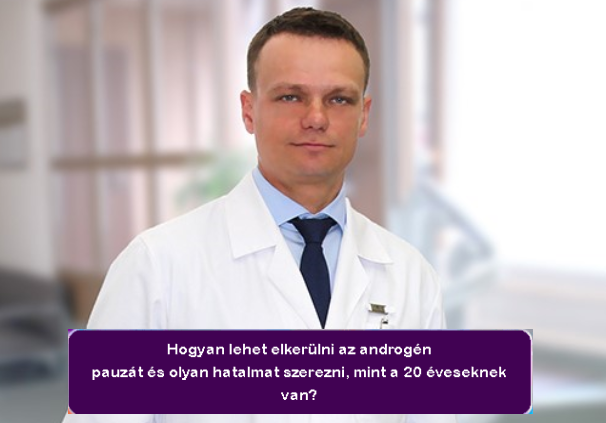 Hogyan lehet elkerülni az androgén
pauzát és olyan hatalmat szerezni, mint a 20 éveseknek
van?